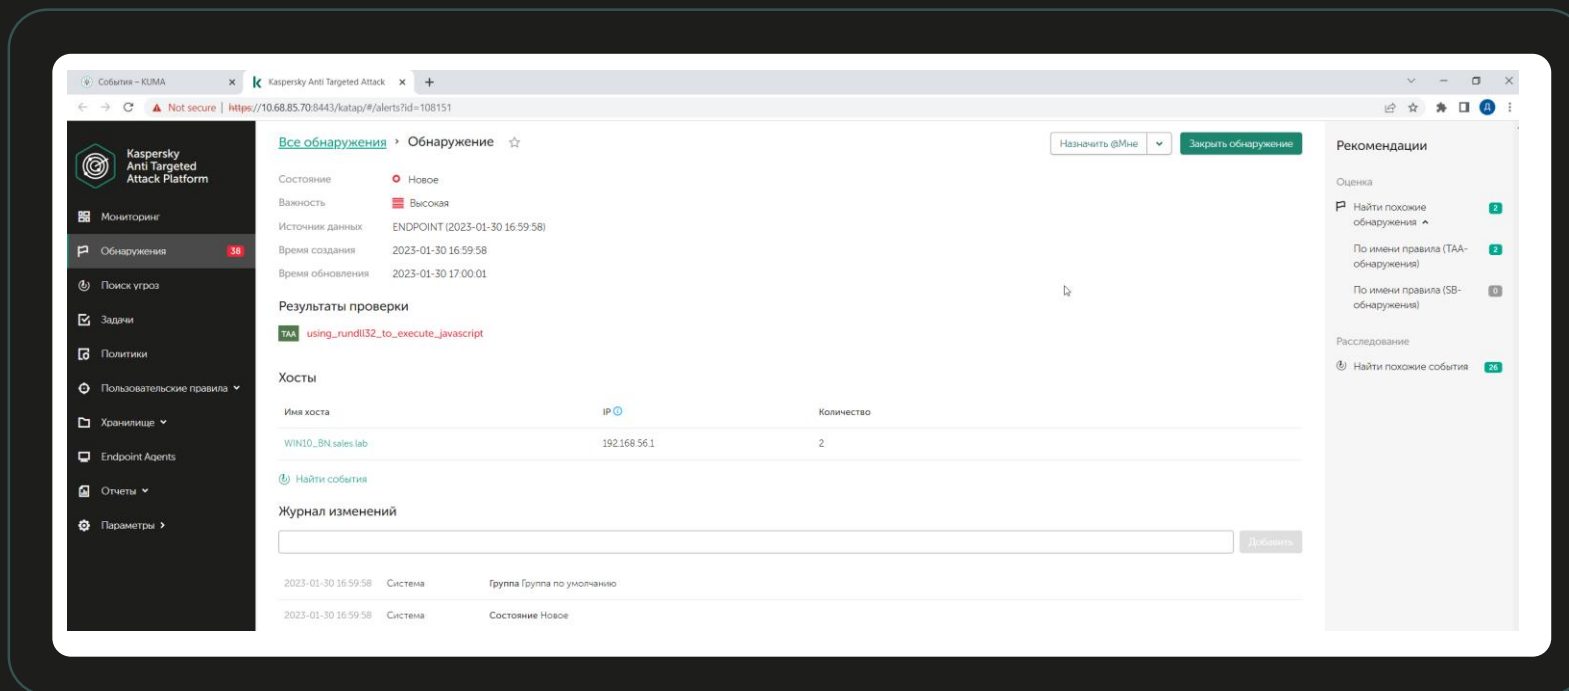 События – KUMA
Kaspersky Anti Targeted Attack
Not secure | https://10.68.85.70:8443/katap/#/alerts?id=108151
Д
Kaspersky
Anti Targeted
Attack Platform
Мониторинг
Обнаружения 38
Поиск угроз
Задачи
Политики
Пользовательские правила
Хранилище
Endpoint Agents
Отчеты
Параметры
Все обнаружения › Обнаружение
Назначить @Мне
Закрыть обнаружение
Состояние Новое
Важность Высокая
Источник данных ENDPOINT (2023-01-30 16:59:58)
Время создания 2023-01-30 16:59:58
Время обновления 2023-01-30 17:00:01
Результаты проверки
TAA using_rundll32_to_execute_javascript
Хосты
Имя хоста IP Количество
WIN10_BN.sales.lab 192.168.56.1 2
Найти события
Журнал изменений
Добавить
2023-01-30 16:59:58 Система Группа Группа по умолчанию
2023-01-30 16:59:58 Система Состояние Новое
Рекомендации
Оценка
Найти похожие 2
обнаружения
По имени правила (TAA- 2
обнаружения)
По имени правила (SB- 0
обнаружения)
Расследование
Найти похожие события 26